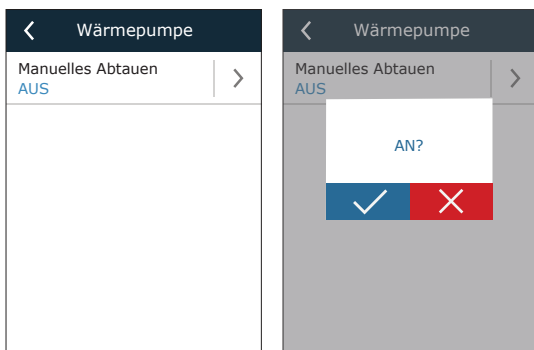 Wärmepumpe
Manuelles Abtauen
AUS
Wärmepumpe
Manuelles Abtauen
AUS
AN?